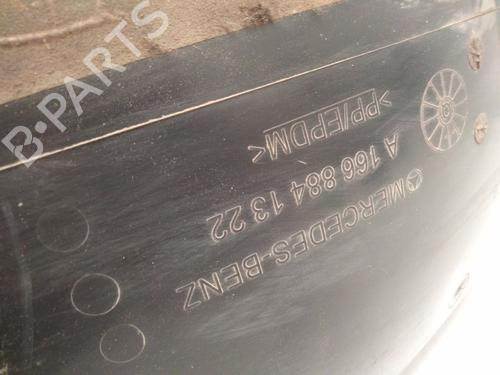 B-PARTS
>PP/EPDM<
A 166 884 13 22
MERCEDES-BENZ